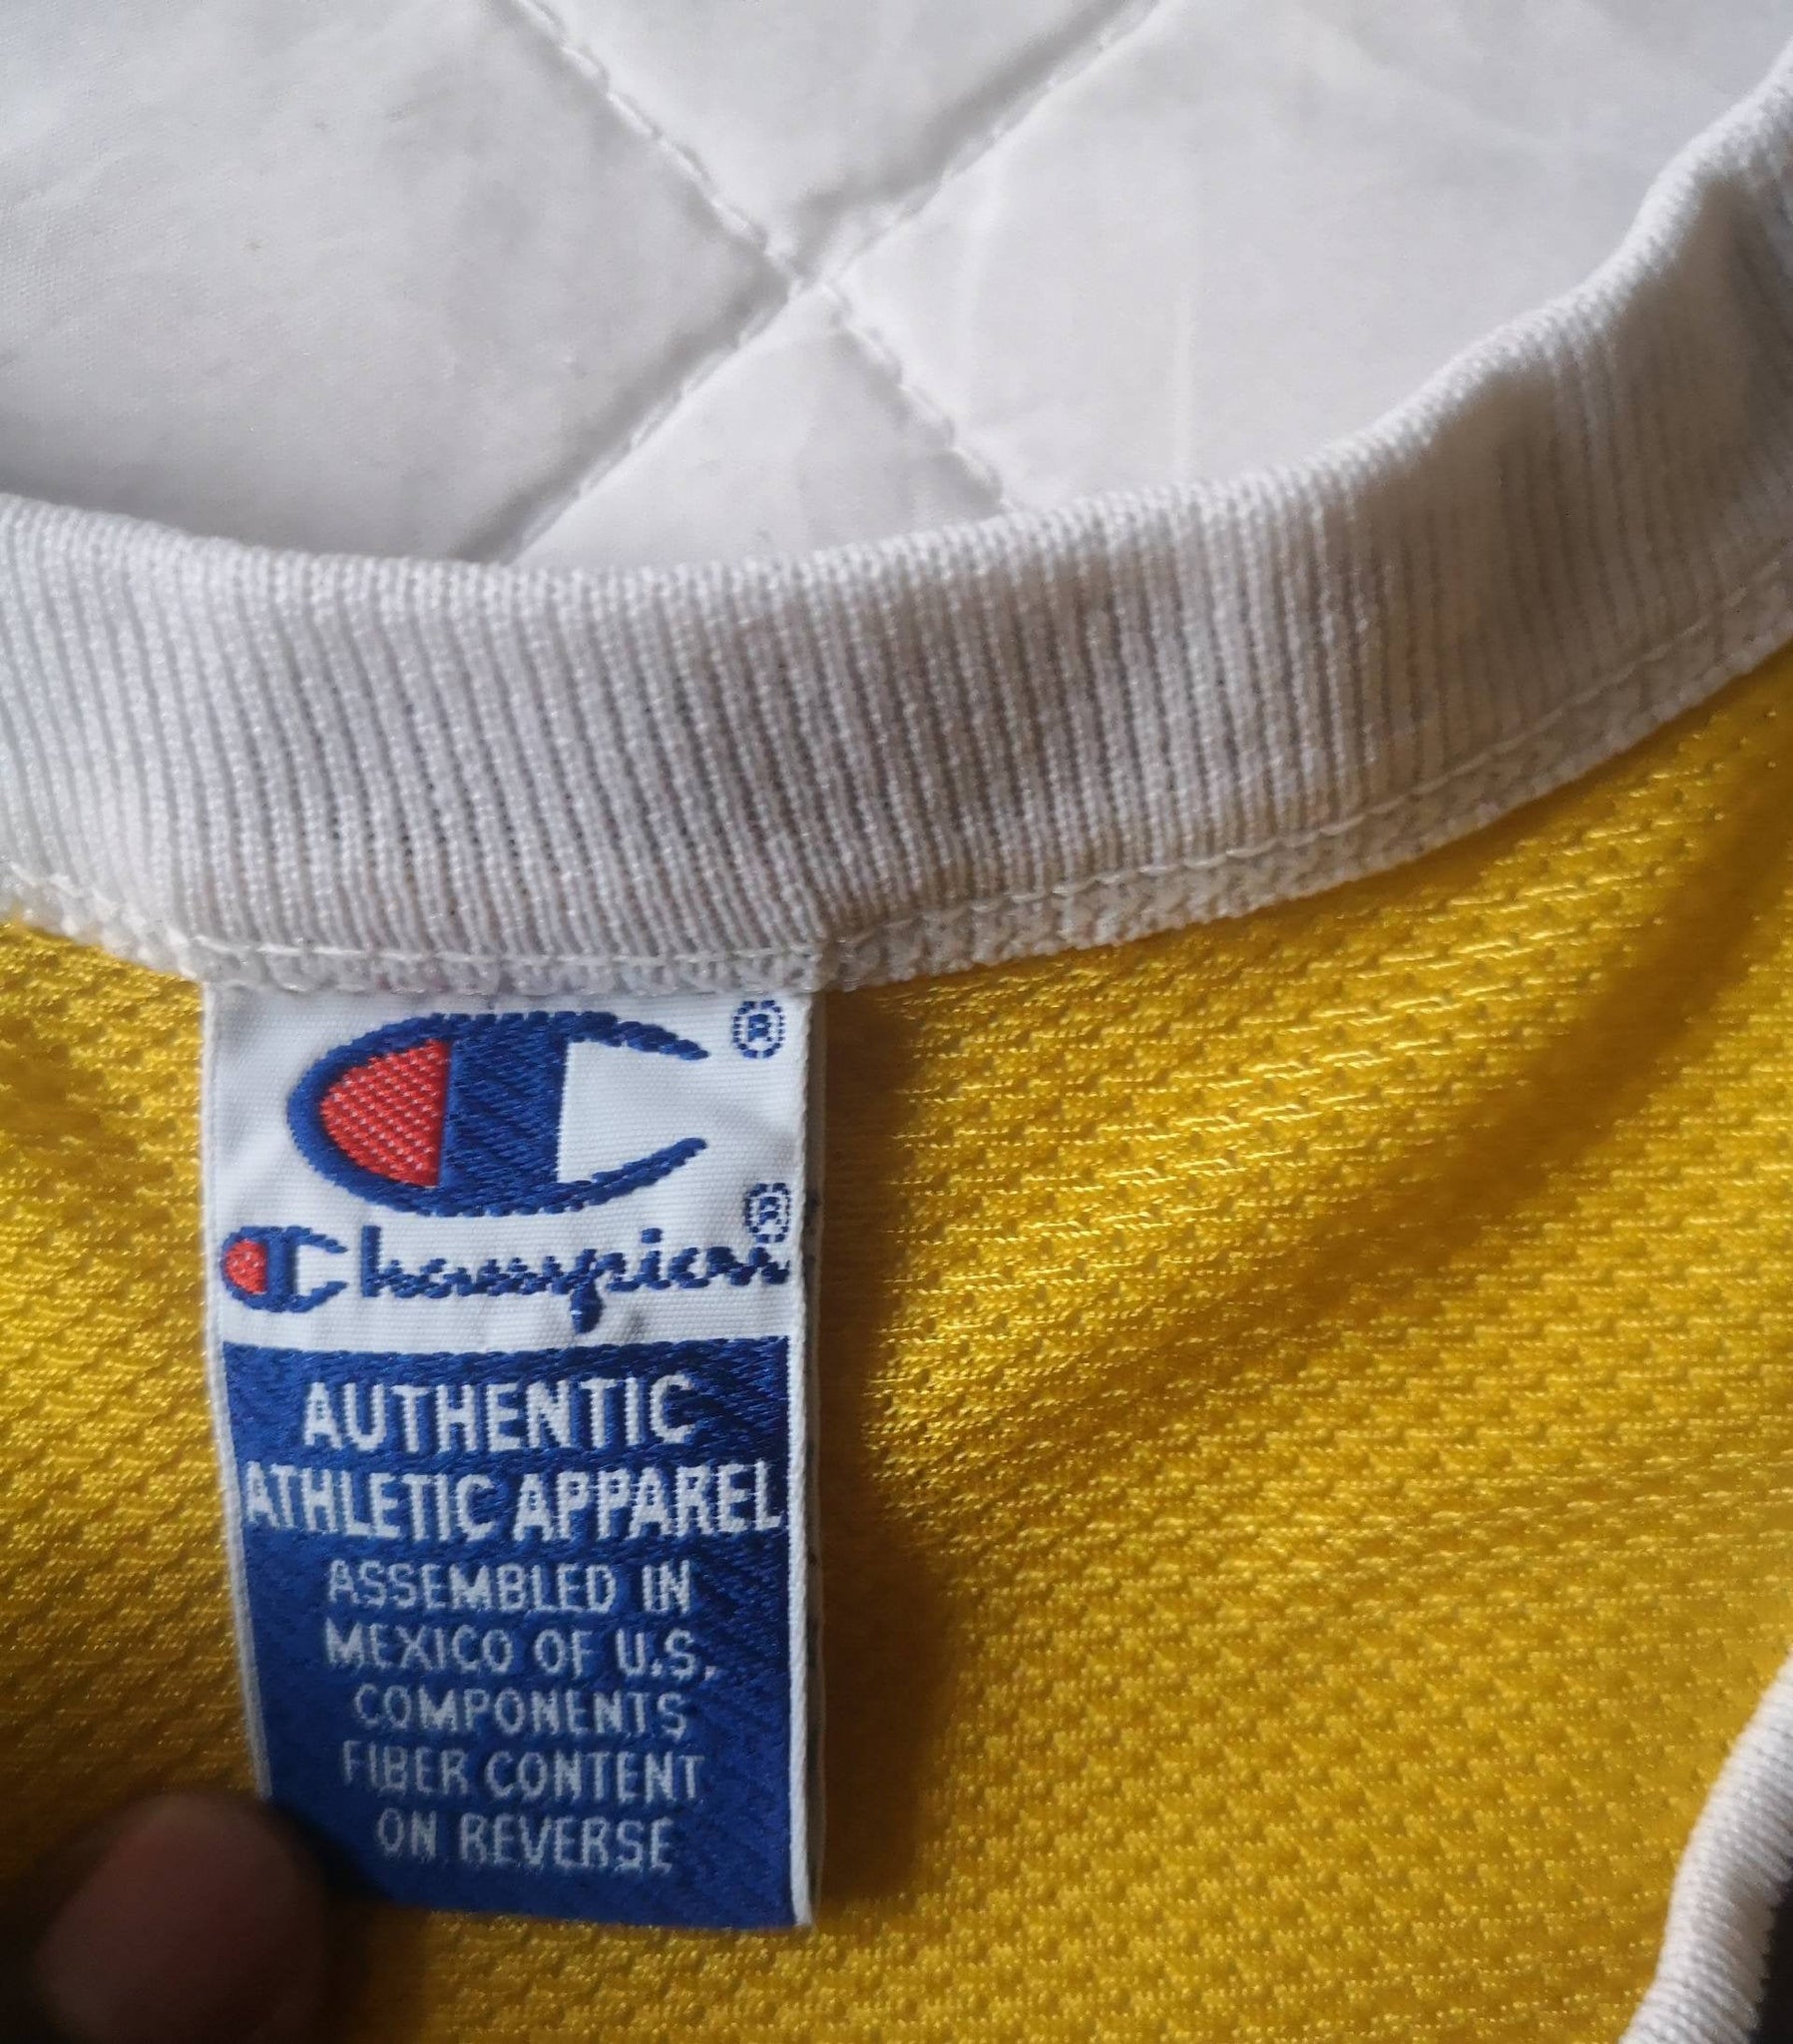 ®
Champion®
AUTHENTIC
ATHLETIC APPAREL
ASSEMBLED IN
MEXICO OF U.S.
COMPONENTS
FIBER CONTENT
ON REVERSE